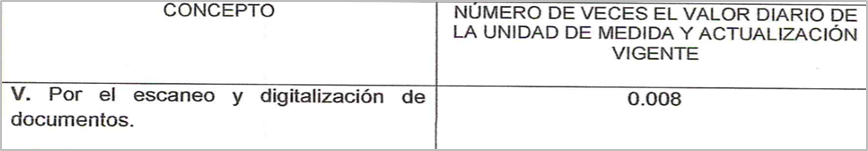 CONCEPTO
NÚMERO DE VECES EL VALOR DIARIO DE
LA UNIDAD DE MEDIDA Y ACTUALIZACIÓN
VIGENTE
V. Por el escaneo y digitalización de
documentos.
0.008